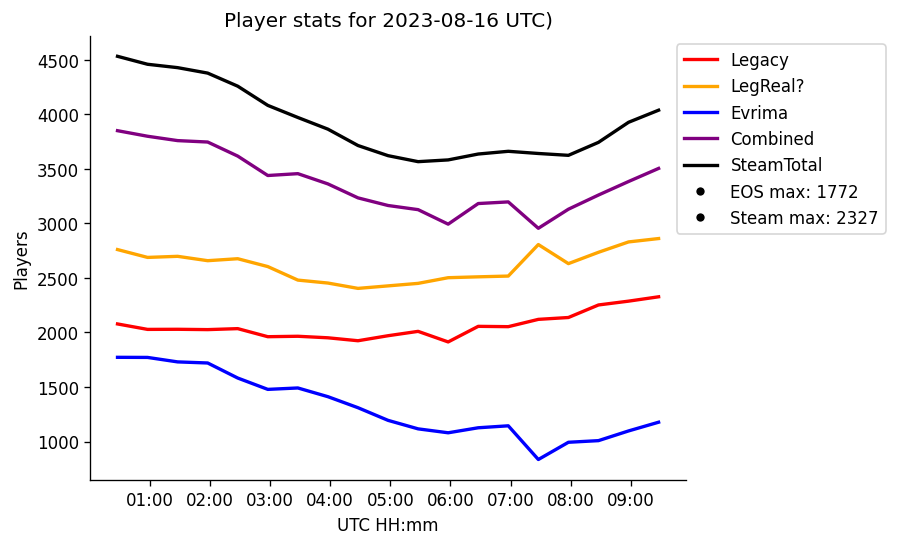 Player stats for 2023-08-16 UTC)
4500
4000
3500
3000
2500
2000
1500
1000
Players
01:00 02:00 03:00 04:00 05:00 06:00 07:00 08:00 09:00
UTC HH:mm
Legacy
LegReal?
Evrima
Combined
SteamTotal
EOS max: 1772
Steam max: 2327